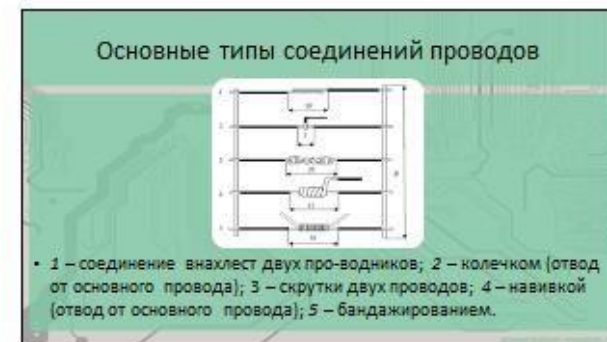 Основные типы соединений проводов
• 1 – соединение внахлест двух про-водников; 2 – колечком (отвод
от основного провода); 3 – скрутки двух проводов; 4 – навивкой
(отвод от основного провода); 5 – бандажированием.